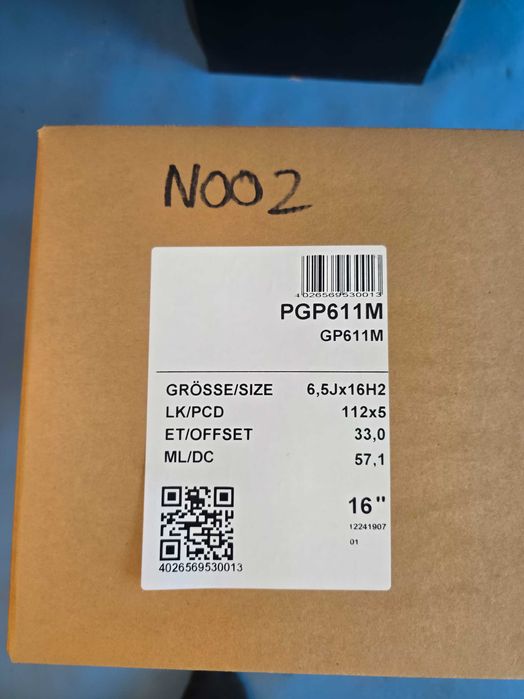 N002
4026569530013
PGP611M
GP611M
GRÖSSE/SIZE 6,5Jx16H2
LK/PCD 112x5
ET/OFFSET 33,0
ML/DC 57,1
16"
12241907
01
4026569530013